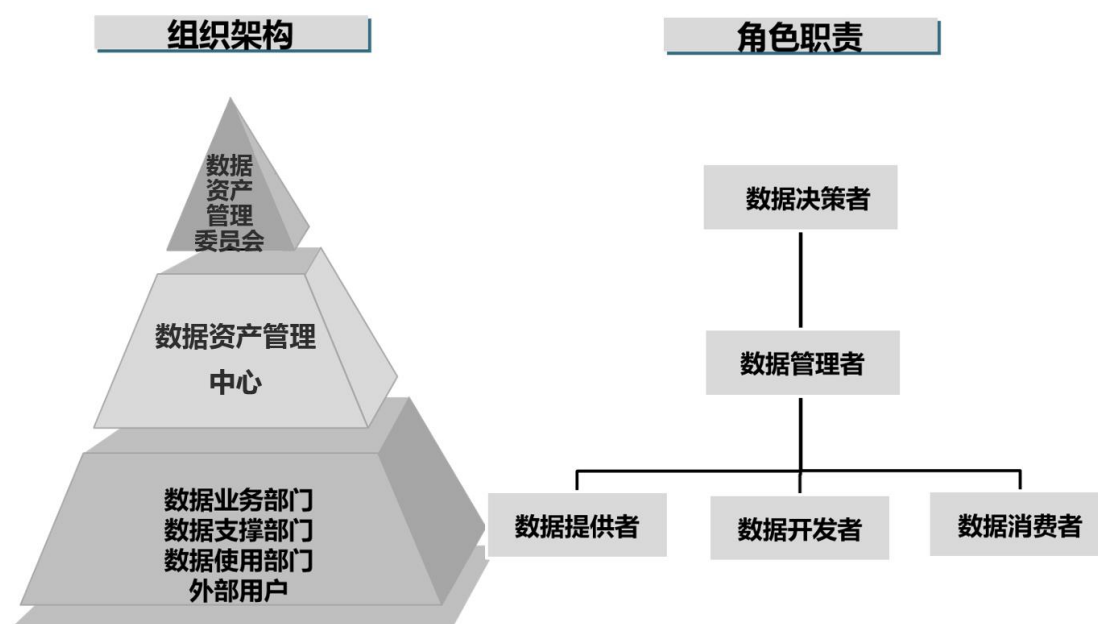 组织架构
角色职责
数据
资产
管理
委员会
数据资产管理
中心
数据业务部门
数据支撑部门
数据使用部门
外部用户
数据决策者
数据管理者
数据提供者
数据开发者
数据消费者